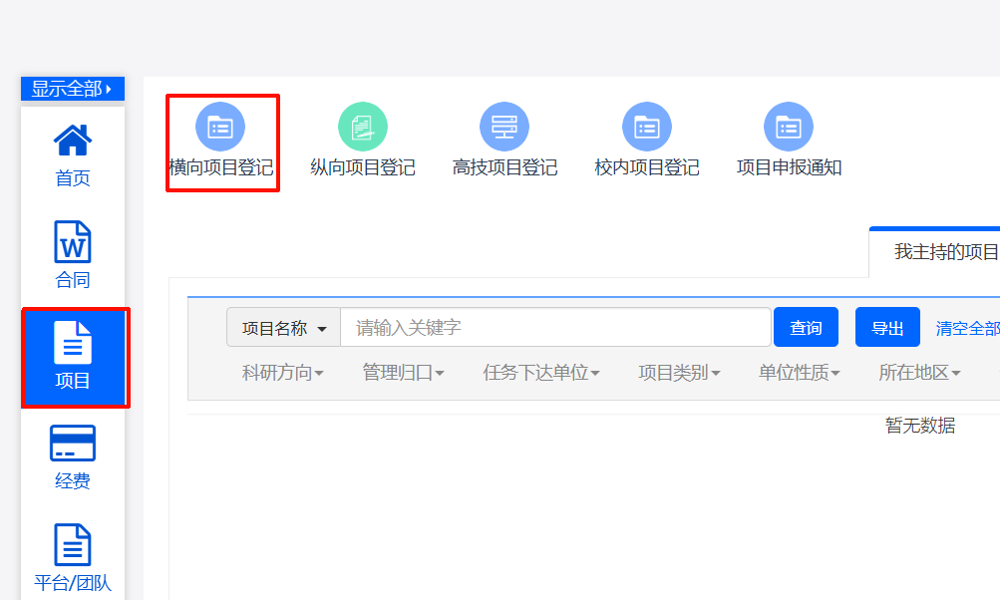 显示全部
首页
合同
项目
经费
平台/团队
横向项目登记
纵向项目登记
高技项目登记
校内项目登记
项目申报通知
我主持的项目
项目名称
请输入关键字
查询
导出
清空全部
科研方向
管理归口
任务下达单位
项目类别
单位性质
所在地区
暂无数据